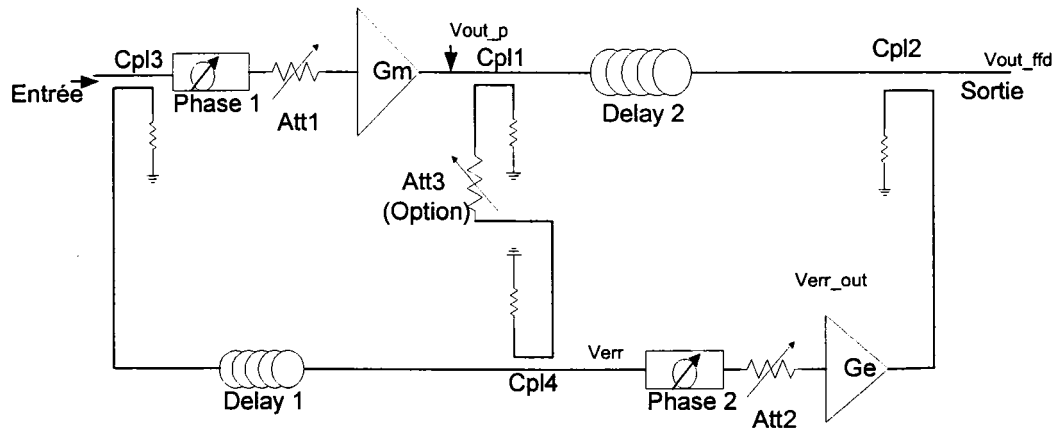 Vout_p
Cpl3
Cpl1
Cpl2
Vout_ffd
Entrée
Gm
Sortie
Phase 1
Delay 2
Att1
Att3
(Option)
Verr_out
Verr
Cpl4
Ge
Delay 1
Phase 2
Att2